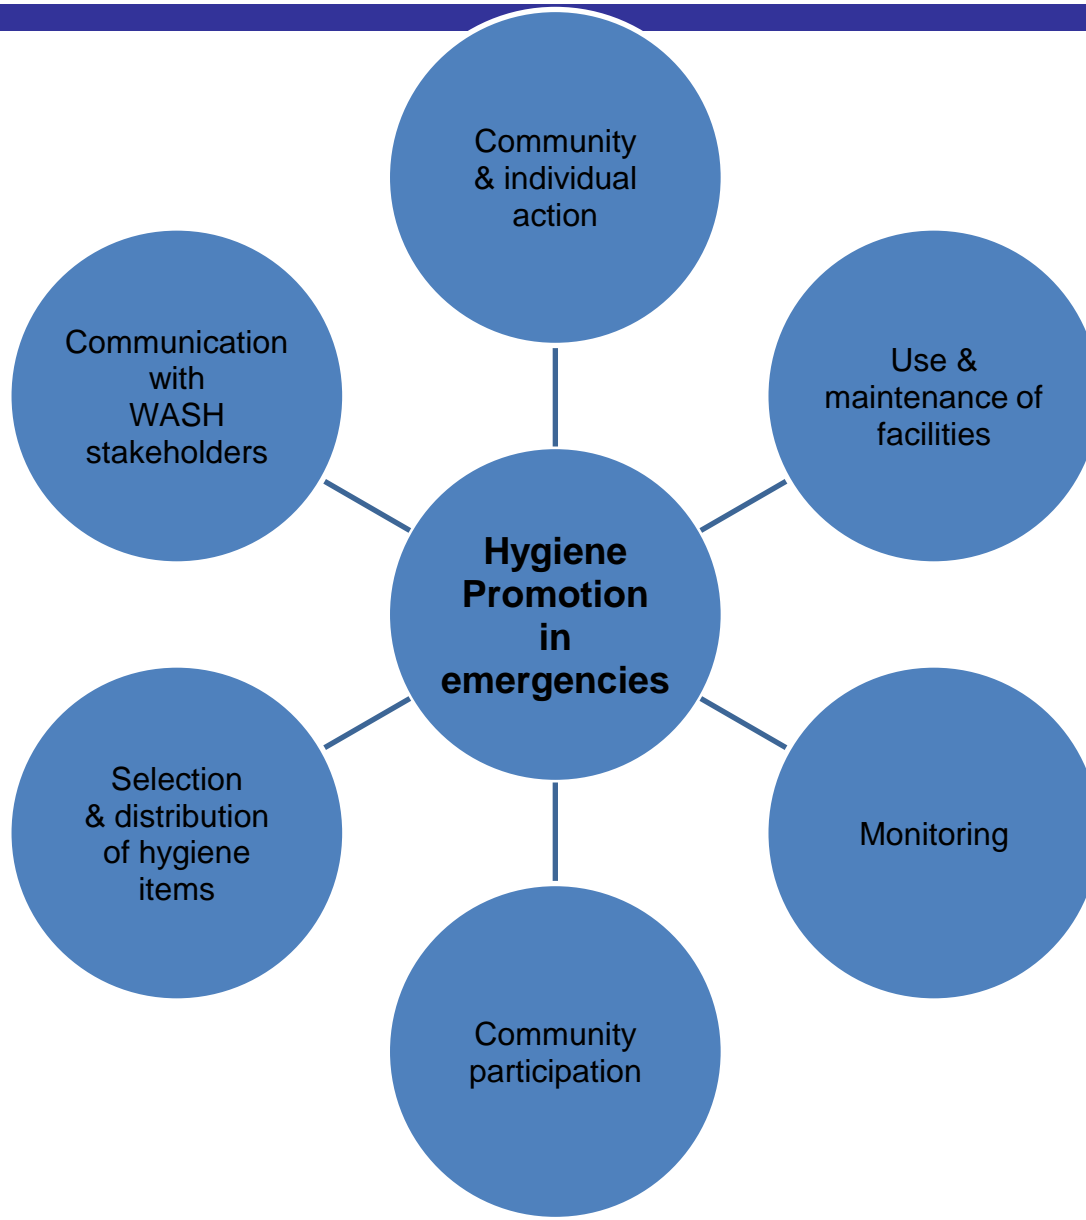 Community
& individual
action
Communication
with
WASH
stakeholders
Use &
maintenance of
facilities
Hygiene
Promotion
in
emergencies
Selection
& distribution
of hygiene
items
Monitoring
Community
participation